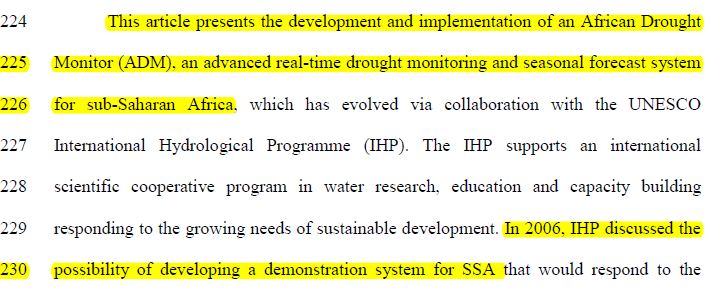 224 This article presents the development and implementation of an African Drought
225 Monitor (ADM), an advanced real-time drought monitoring and seasonal forecast system
226 for sub-Saharan Africa, which has evolved via collaboration with the UNESCO
227 International Hydrological Programme (IHP). The IHP supports an international
228 scientific cooperative program in water research, education and capacity building
229 responding to the growing needs of sustainable development. In 2006, IHP discussed the
230 possibility of developing a demonstration system for SSA that would respond to the